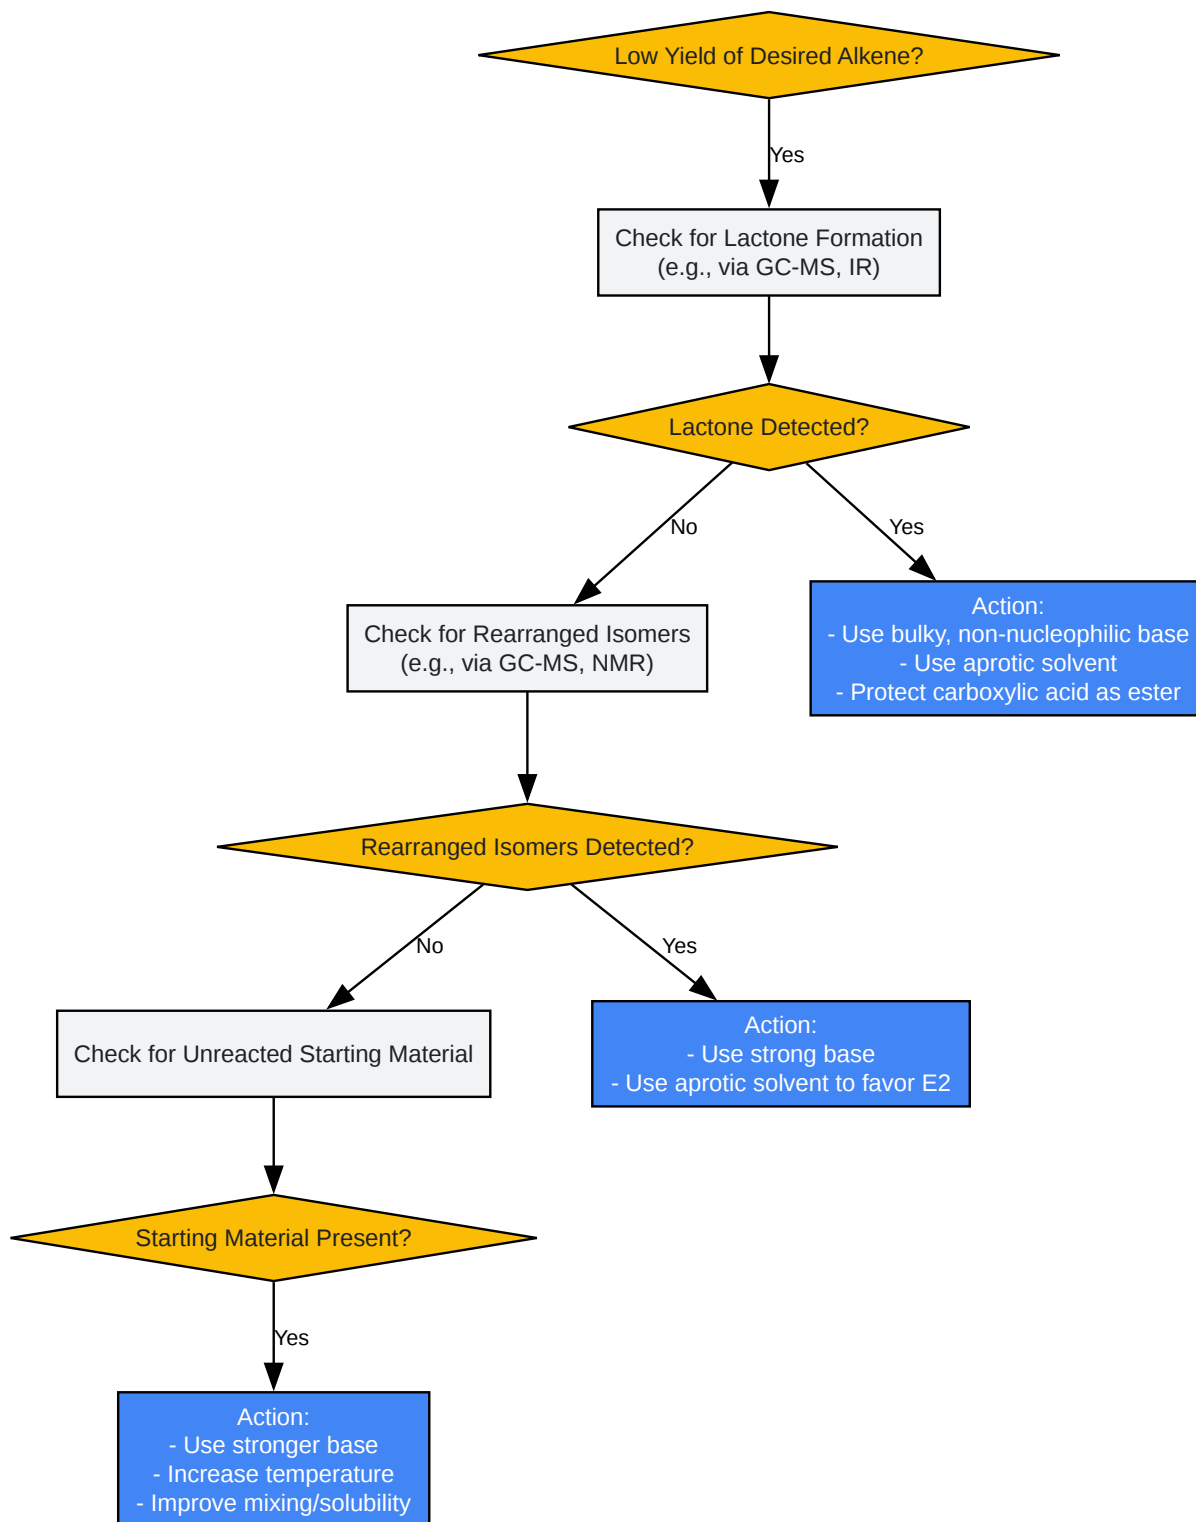 Low Yield of Desired Alkene?
Yes
Check for Lactone Formation
(e.g., via GC-MS, IR)
Lactone Detected?
No
Yes
Check for Rearranged Isomers
(e.g., via GC-MS, NMR)
Action:
- Use bulky, non-nucleophilic base
- Use aprotic solvent
- Protect carboxylic acid as ester
Rearranged Isomers Detected?
No
Yes
Check for Unreacted Starting Material
Action:
- Use strong base
- Use aprotic solvent to favor E2
Starting Material Present?
Yes
Action:
- Use stronger base
- Increase temperature
- Improve mixing/solubility